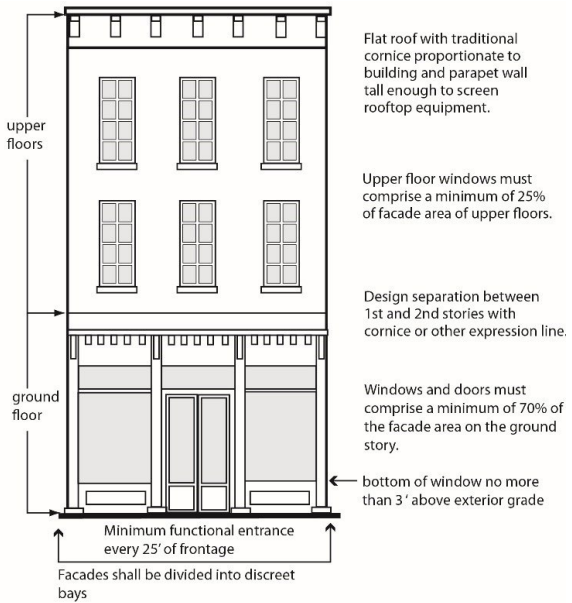 Flat roof with traditional
cornice proportionate to
building and parapet wall
tall enough to screen
rooftop equipment.
upper
floors
Upper floor windows must
comprise a minimum of 25%
of facade area of upper floors.
Design separation between
1st and 2nd stories with
cornice or other expression line.
ground
floor
Windows and doors must
comprise a minimum of 70% of
the facade area on the ground
story.
bottom of window no more
than 3 ' above exterior grade
Minimum functional entrance
every 25' of frontage
Facades shall be divided into discreet
bays